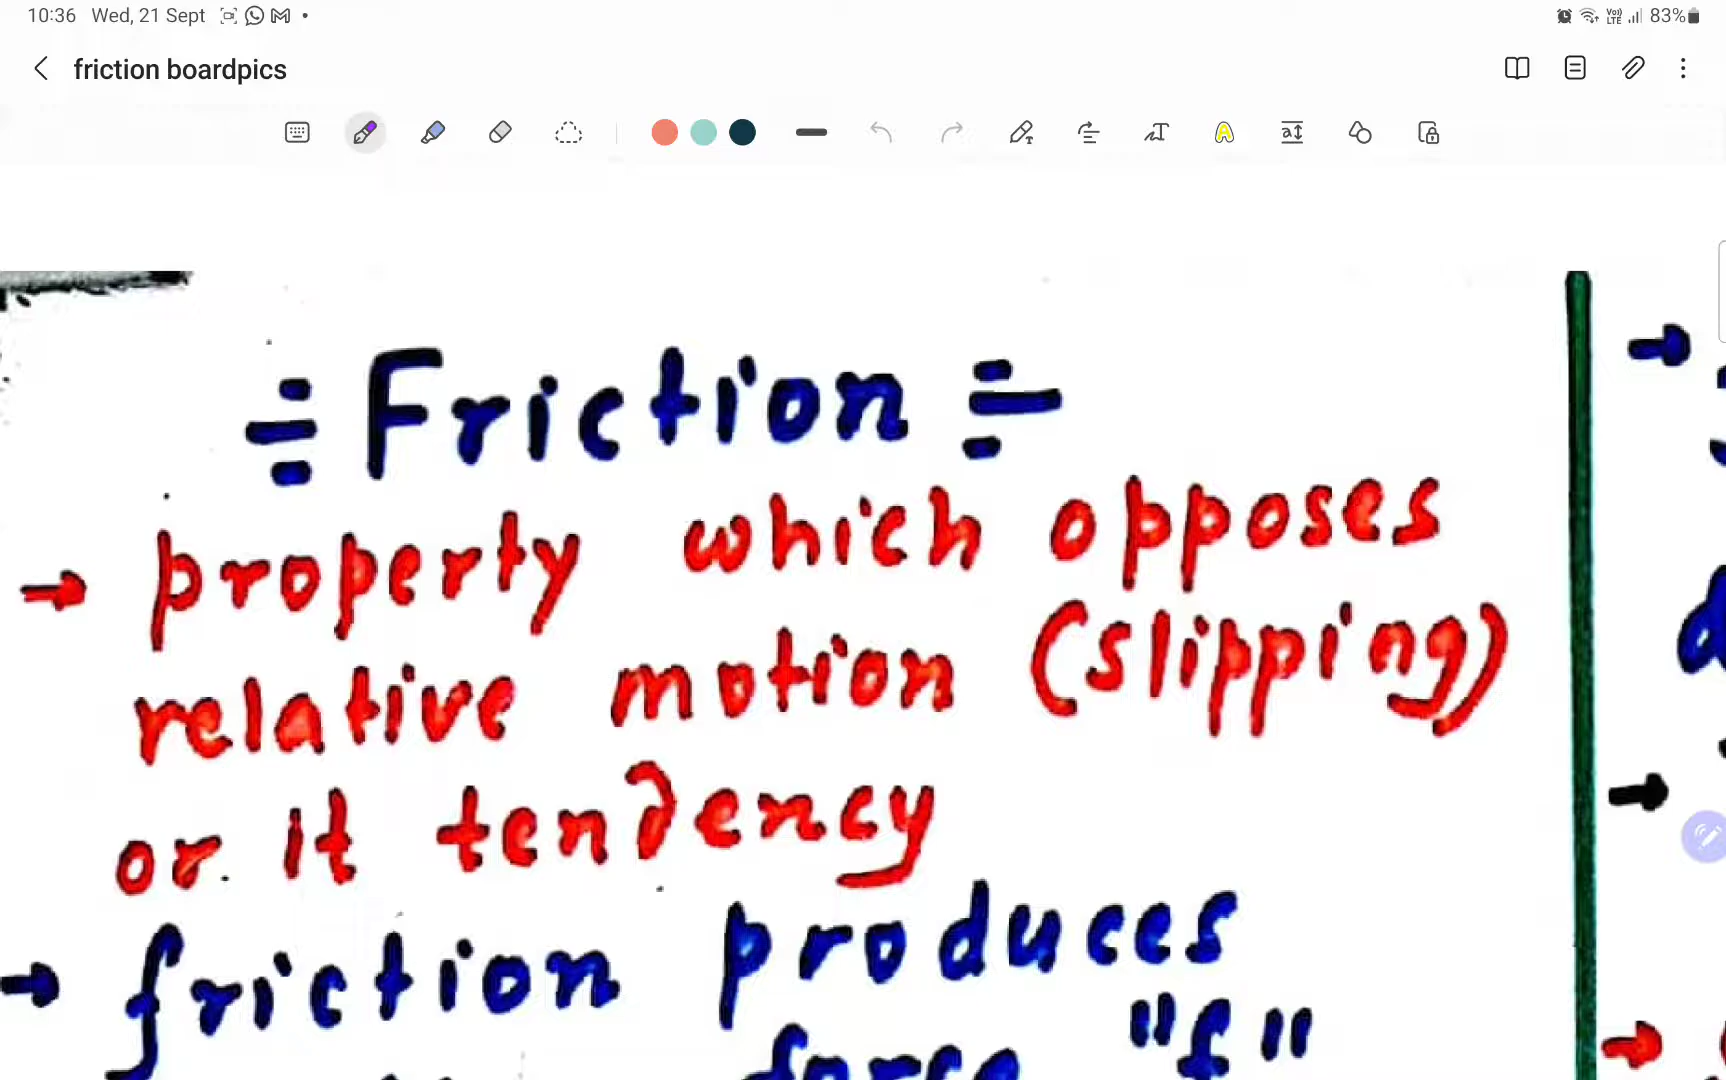 10:36 Wed, 21 Sept
83%
friction boardpics
÷ Friction ÷
→ property which opposes
relative motion (slipping)
or it tendency
→ friction produces
force "f"